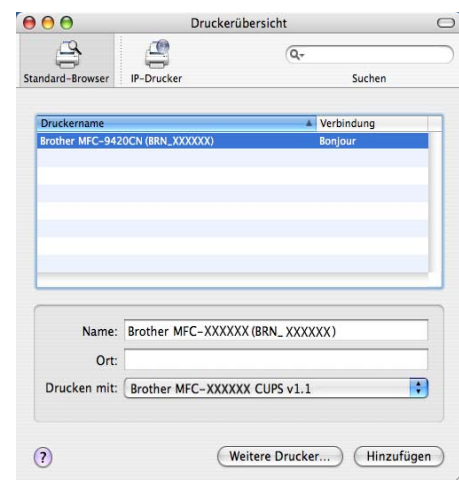 Druckerübersicht
Standard-Browser IP-Drucker Suchen
Druckername Verbindung
Brother MFC-9420CN (BRN_XXXXXX) Bonjour
Name: Brother MFC-XXXXXX (BRN_ XXXXXX)
Ort:
Drucken mit: Brother MFC-XXXXXX CUPS v1.1
? Weitere Drucker... Hinzufügen